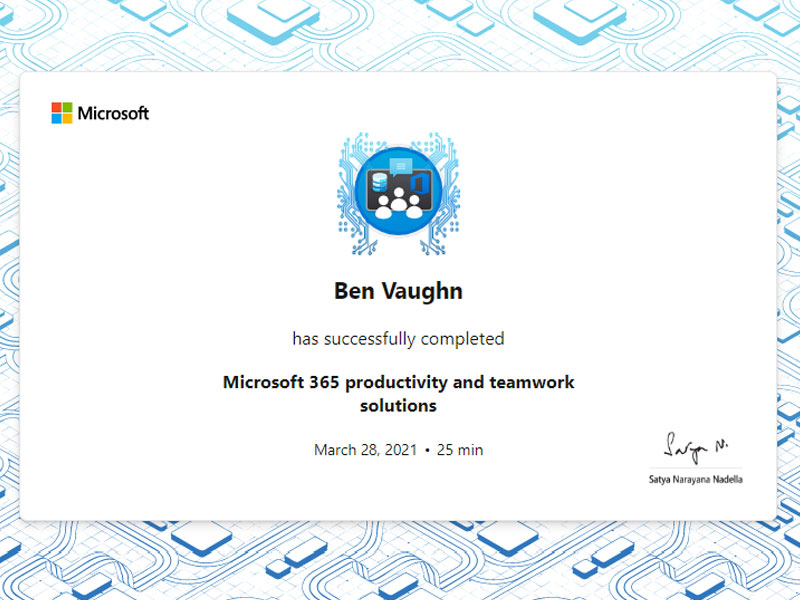 Microsoft
Ben Vaughn
has successfully completed
Microsoft 365 productivity and teamwork
solutions
March 28, 2021 • 25 min
Satya N.
Satya Narayana Nadella